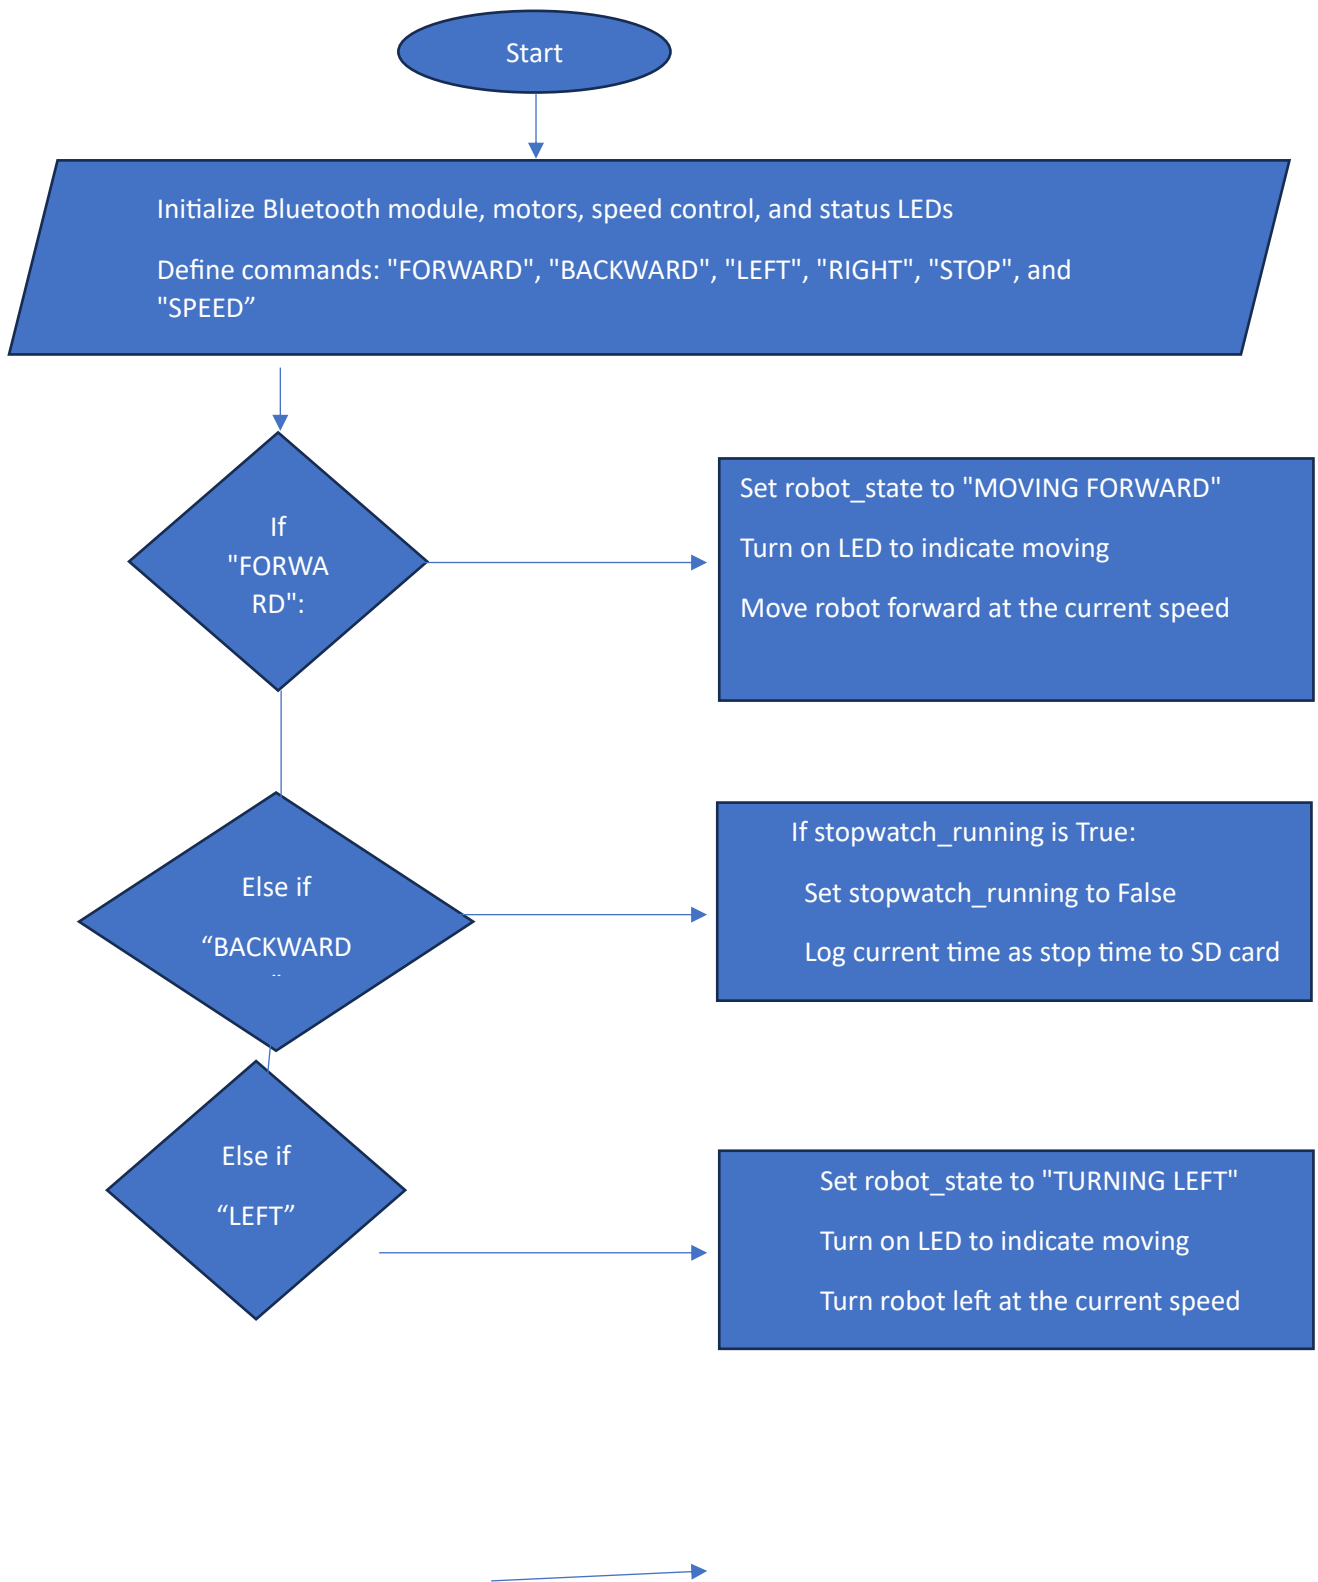 Start
Initialize Bluetooth module, motors, speed control, and status LEDs
Define commands: "FORWARD", "BACKWARD", "LEFT", "RIGHT", "STOP", and
"SPEED”
If
"FORWA
RD":
Set robot_state to "MOVING FORWARD"
Turn on LED to indicate moving
Move robot forward at the current speed
Else if
“BACKWARD
”
If stopwatch_running is True:
Set stopwatch_running to False
Log current time as stop time to SD card
Else if
“LEFT”
Set robot_state to "TURNING LEFT"
Turn on LED to indicate moving
Turn robot left at the current speed